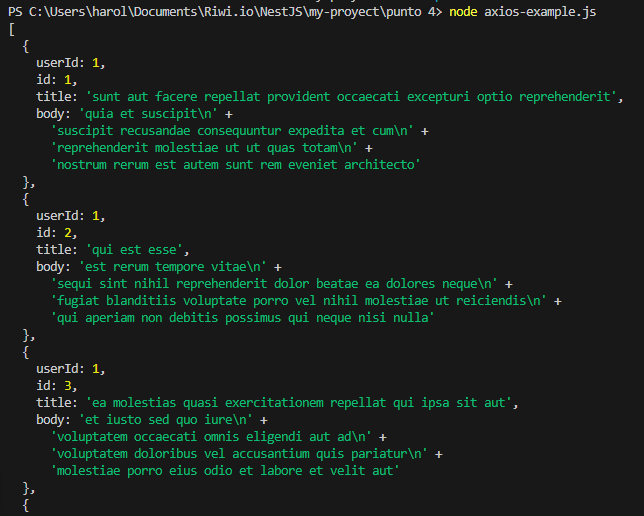 PS C:\Users\harol\Documents\Riwi.io\NestJS\my-proyect\punto 4> node axios-example.js
[
  {
    userId: 1,
    id: 1,
    title: 'sunt aut facere repellat provident occaecati excepturi optio reprehenderit',
    body: 'quia et suscipit\n' +
      'suscipit recusandae consequuntur expedita et cum\n' +
      'reprehenderit molestiae ut ut quas totam\n' +
      'nostrum rerum est autem sunt rem eveniet architecto'
  },
  {
    userId: 1,
    id: 2,
    title: 'qui est esse',
    body: 'est rerum tempore vitae\n' +
      'sequi sint nihil reprehenderit dolor beatae ea dolores neque\n' +
      'fugiat blanditiis voluptate porro vel nihil molestiae ut reiciendis\n' +
      'qui aperiam non debitis possimus qui neque nisi nulla'
  },
  {
    userId: 1,
    id: 3,
    title: 'ea molestias quasi exercitationem repellat qui ipsa sit aut',
    body: 'et iusto sed quo iure\n' +
      'voluptatem occaecati omnis eligendi aut ad\n' +
      'voluptatem doloribus vel accusantium quis pariatur\n' +
      'molestiae porro eius odio et labore et velit aut'
  },
  {